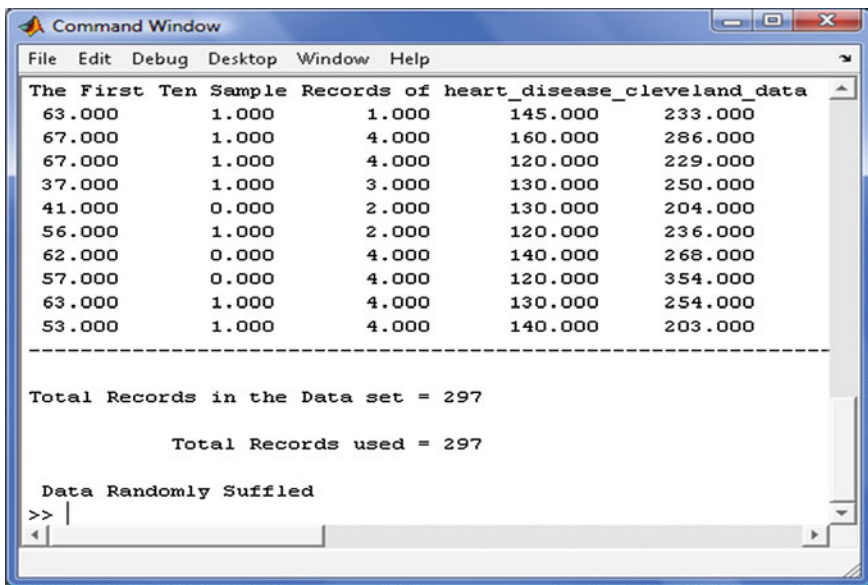 Command Window
File Edit Debug Desktop Window Help
The First Ten Sample Records of heart_disease_cleveland_data
63.000 1.000 1.000 145.000 233.000
67.000 1.000 4.000 160.000 286.000
67.000 1.000 4.000 120.000 229.000
37.000 1.000 3.000 130.000 250.000
41.000 0.000 2.000 130.000 204.000
56.000 1.000 2.000 120.000 236.000
62.000 0.000 4.000 140.000 268.000
57.000 0.000 4.000 120.000 354.000
63.000 1.000 4.000 130.000 254.000
53.000 1.000 4.000 140.000 203.000
------------------------------------------------------------
Total Records in the Data set = 297
Total Records used = 297
Data Randomly Suffled
>>